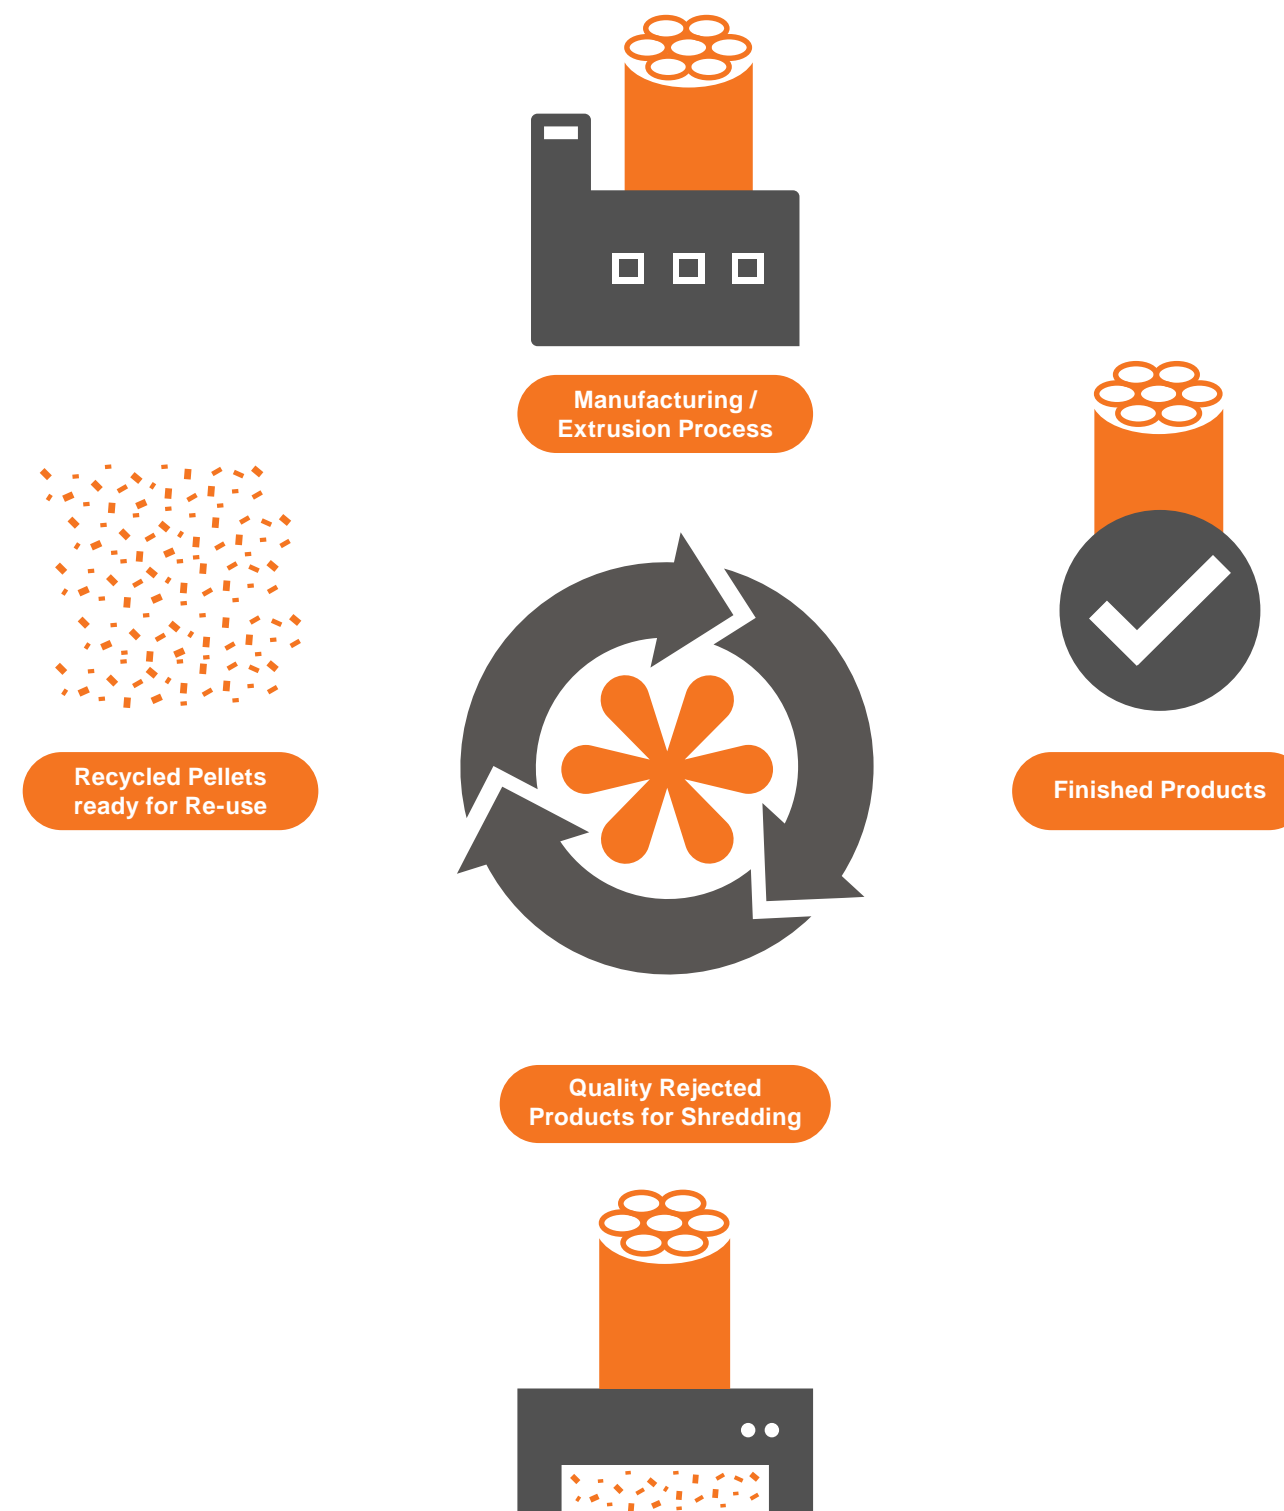 Manufacturing /
Extrusion Process
Recycled Pellets
ready for Re-use
Finished Products
Quality Rejected
Products for Shredding